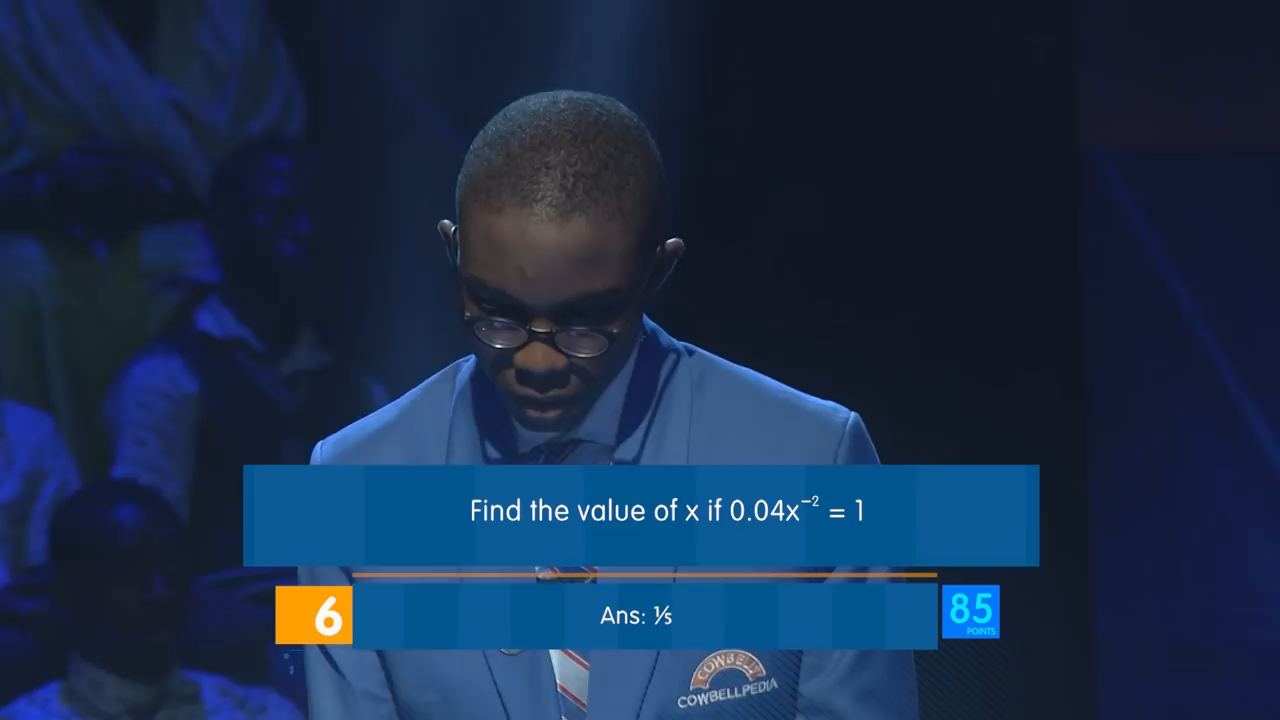 Find the value of x if 0.04x⁻² = 1
6
Ans: ⅕
85
POINTS
COWBELL
COWBELLPEDIA